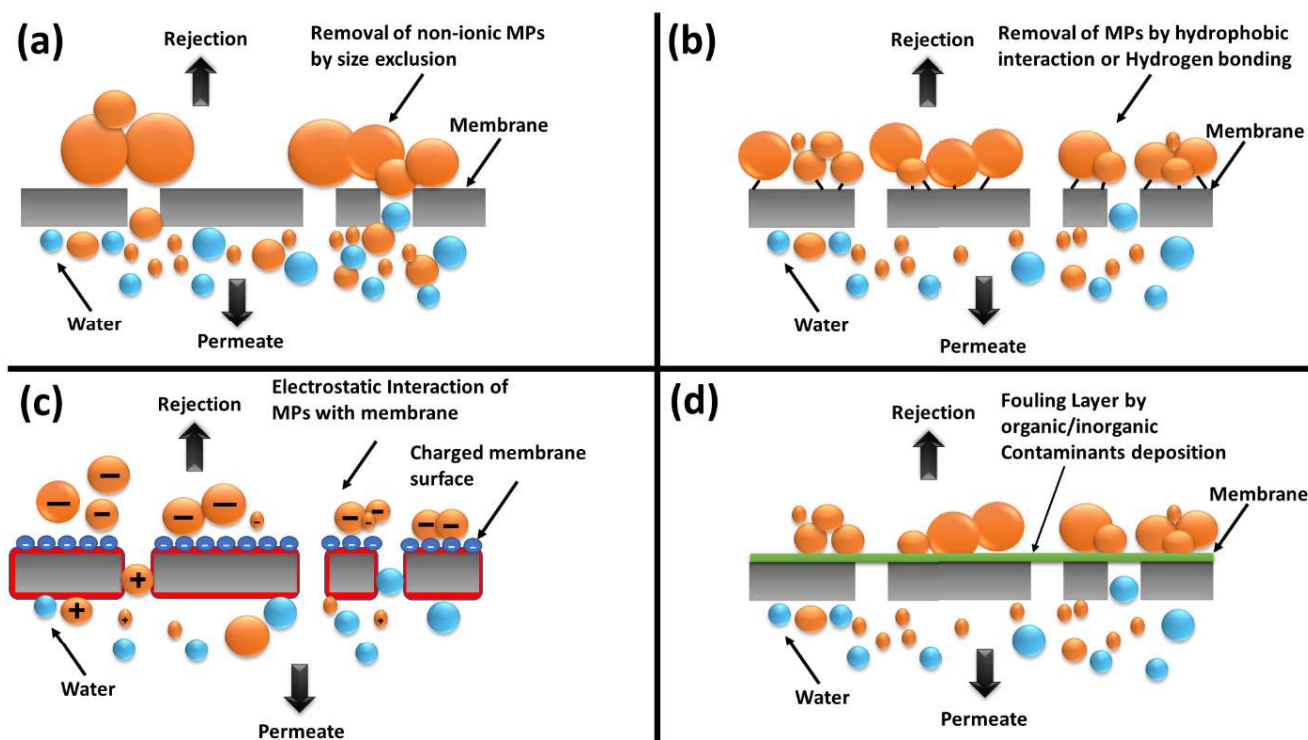 (a)
Rejection
Removal of non-ionic MPs
by size exclusion
Membrane
Water
Permeate
(b)
Rejection
Removal of MPs by hydrophobic
interaction or Hydrogen bonding
Membrane
Water
Permeate
(c)
Rejection
Electrostatic Interaction of
MPs with membrane
Charged membrane
surface
Water
Permeate
(d)
Rejection
Fouling Layer by
organic/inorganic
Contaminants deposition
Membrane
Water
Permeate